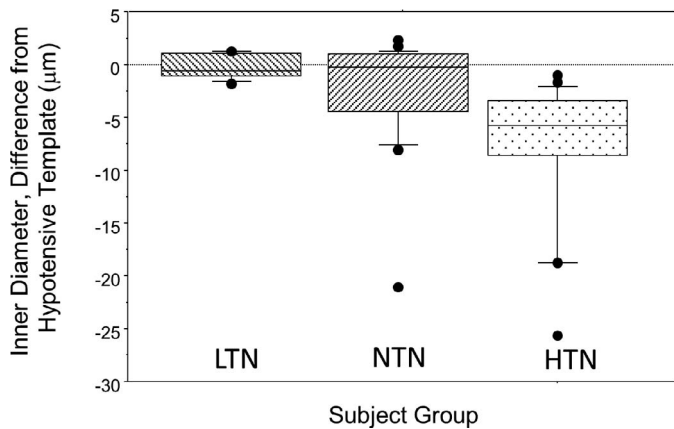 Inner Diameter, Difference from
Hypotensive Template (μm)
5
0
-5
-10
-15
-20
-25
-30
LTN
NTN
HTN
Subject Group